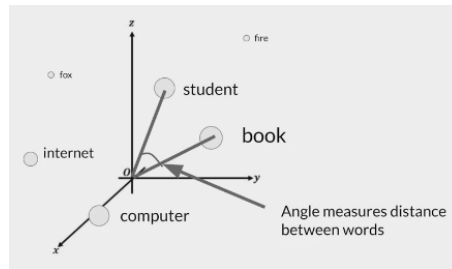 z
fire
fox
student
book
internet
O
y
computer
Angle measures distance
between words
x